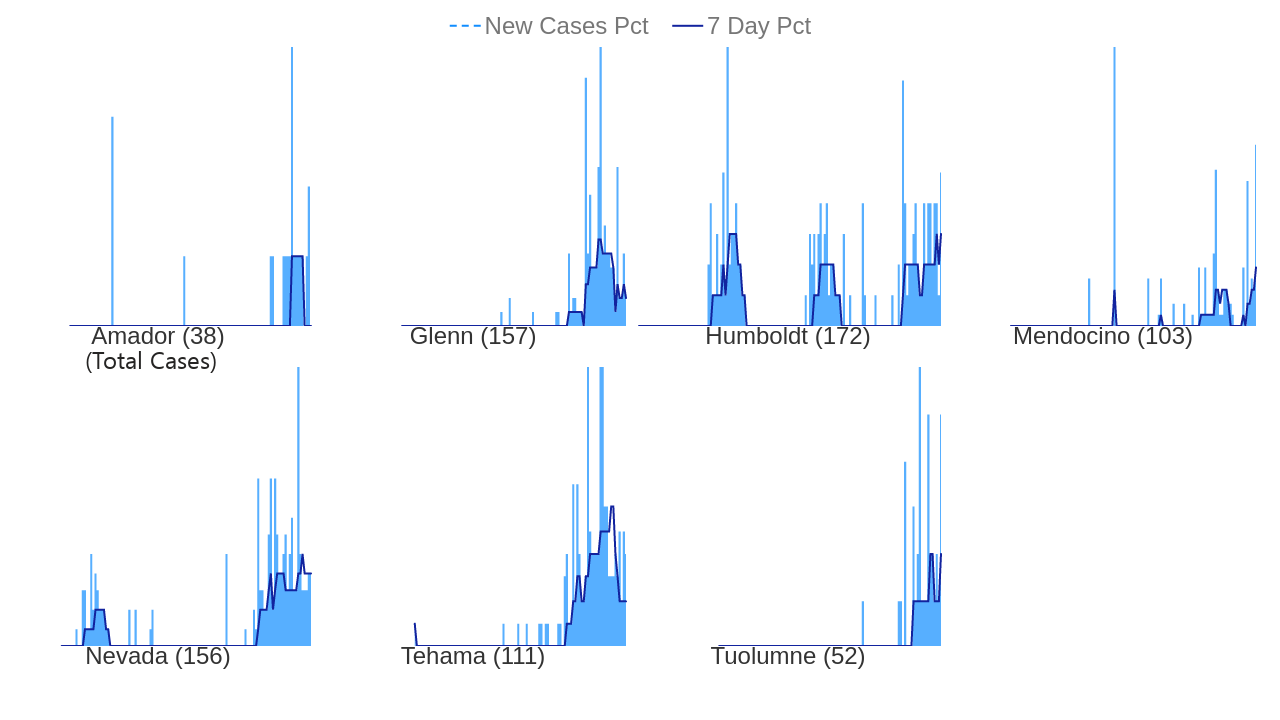 New Cases Pct 7 Day Pct
Amador (38)
(Total Cases)
Glenn (157)
Humboldt (172)
Mendocino (103)
Nevada (156)
Tehama (111)
Tuolumne (52)